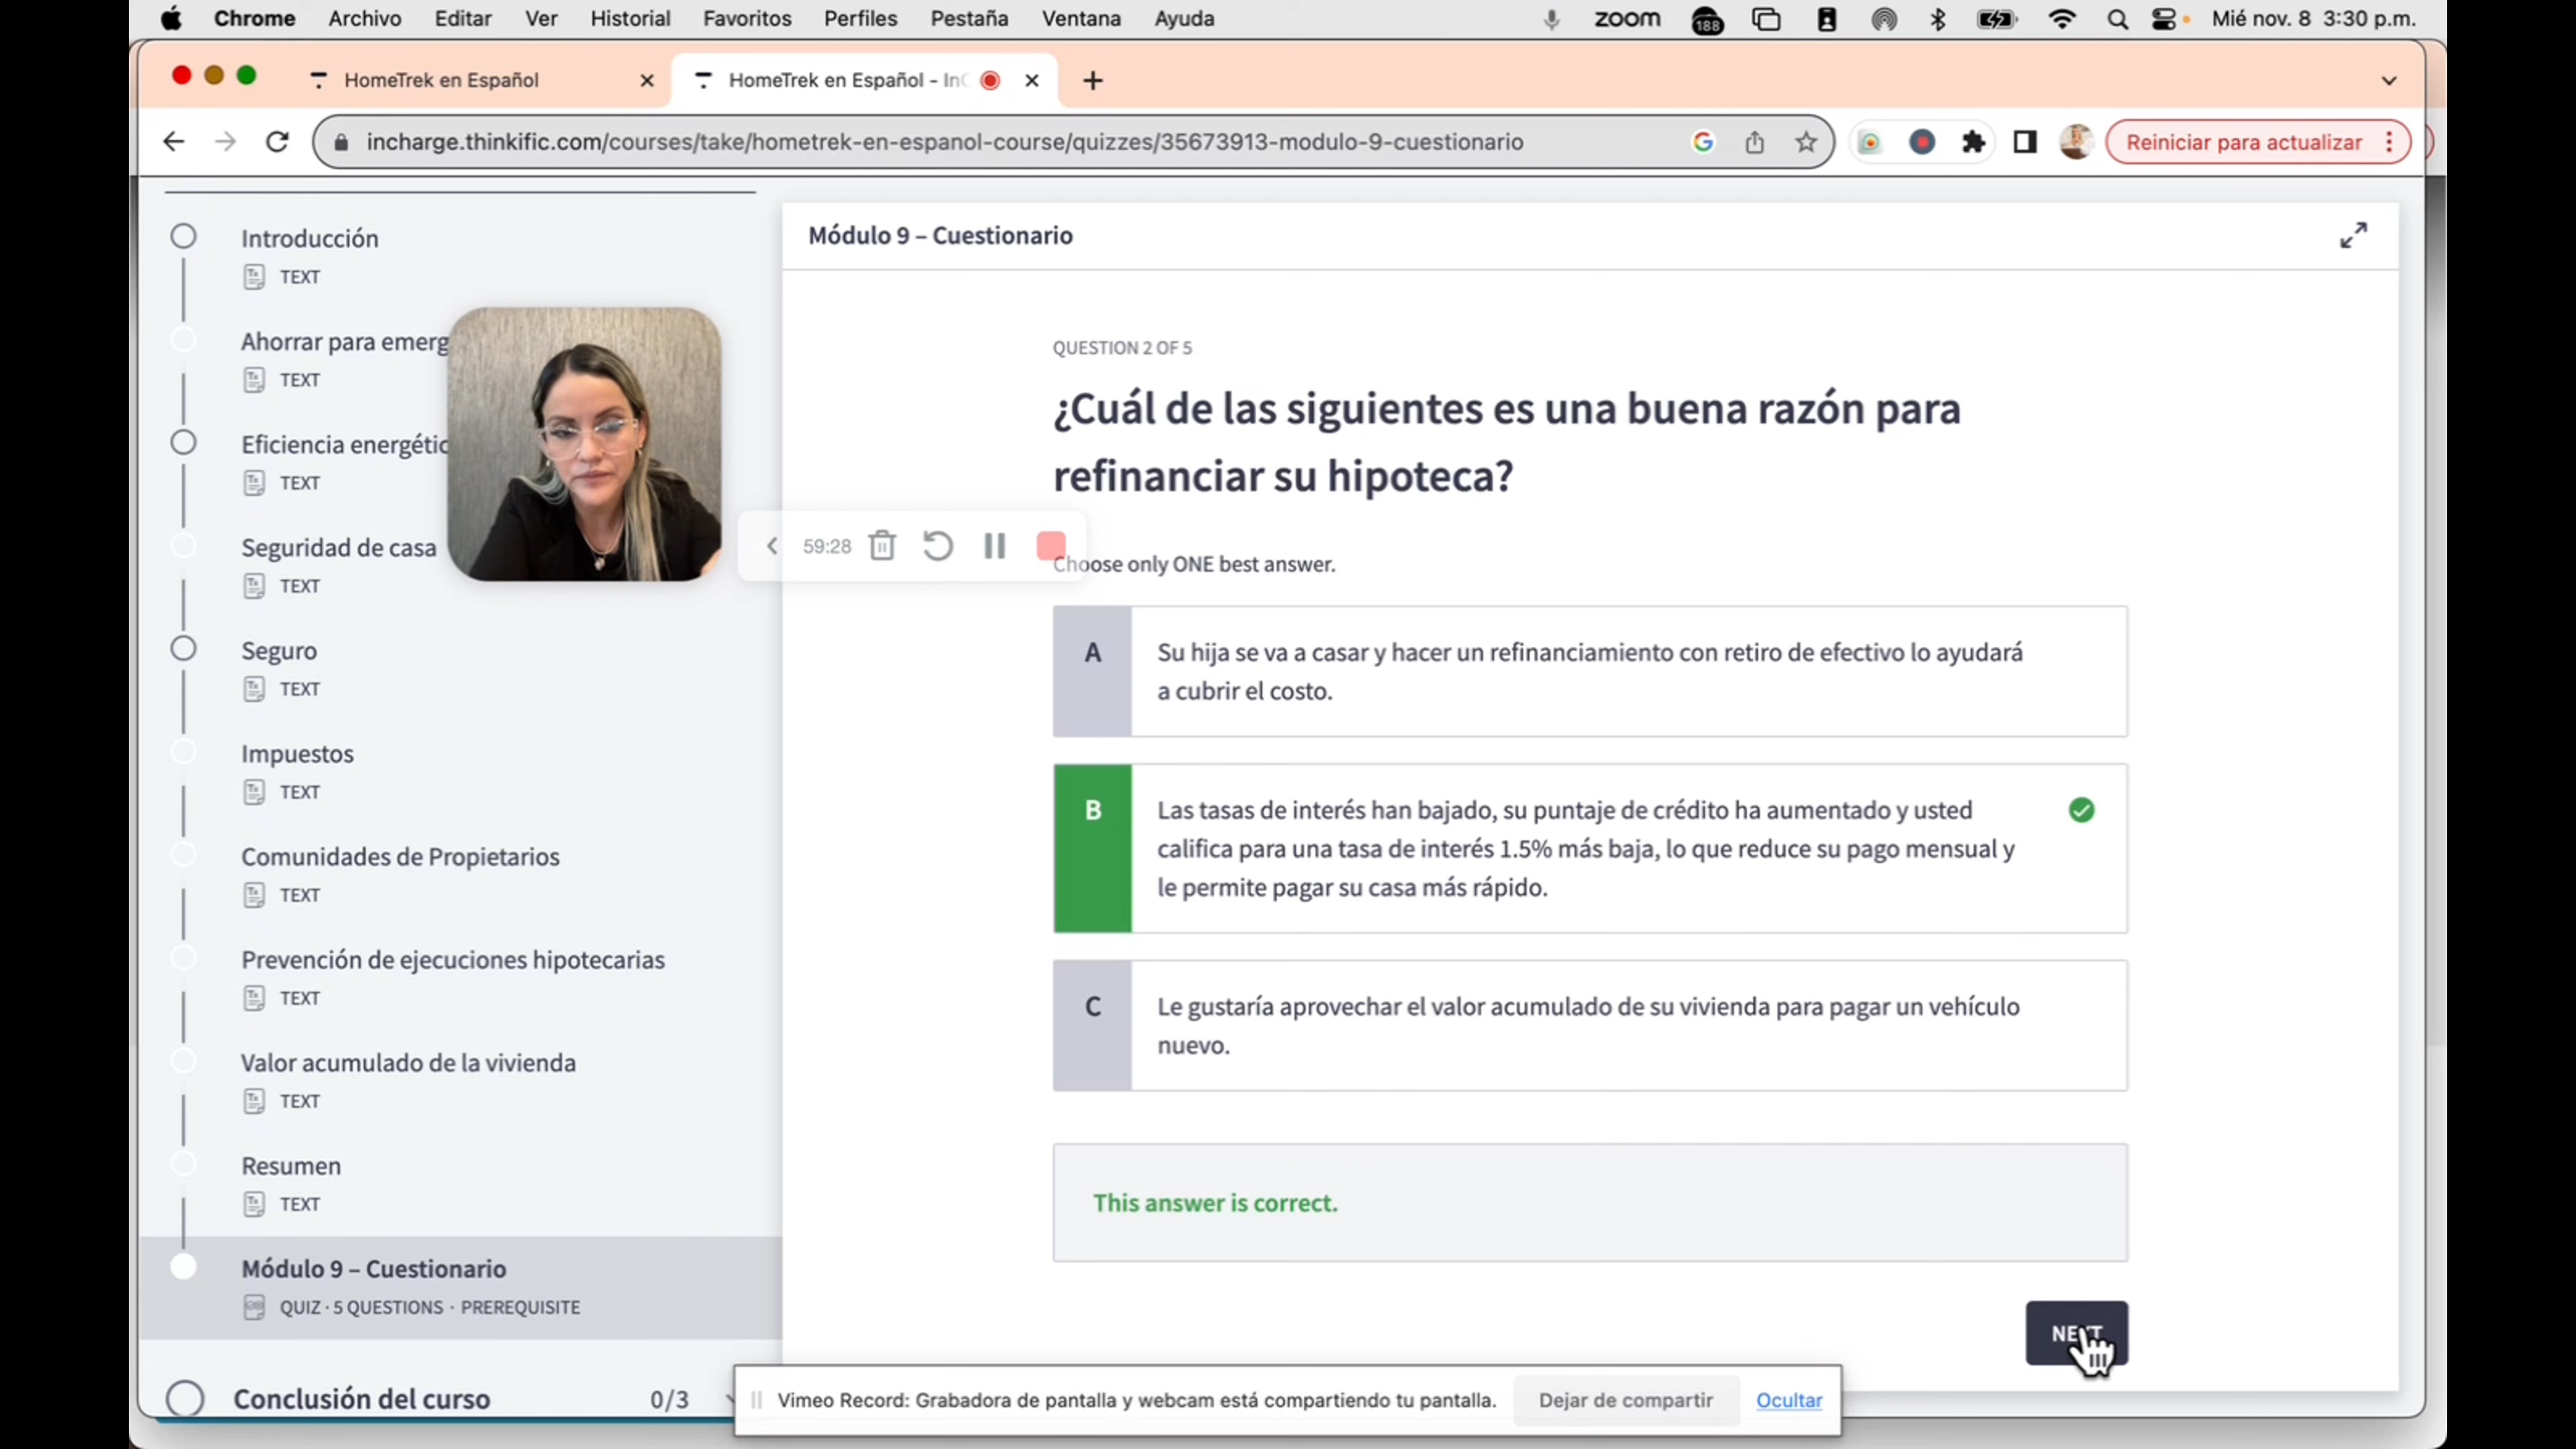 Chrome Archivo Editar Ver Historial Favoritos Perfiles Pestaña Ventana Ayuda
zoom 188 Mié nov. 8 3:30 p.m.
HomeTrek en Español
HomeTrek en Español - In
incharge.thinkific.com/courses/take/hometrek-en-espanol-course/quizzes/35673913-modulo-9-cuestionario
Reiniciar para actualizar
Introducción
TEXT
Ahorrar para emerg
TEXT
Eficiencia energétic
TEXT
Seguridad de casa
TEXT
Seguro
TEXT
Impuestos
TEXT
Comunidades de Propietarios
TEXT
Prevención de ejecuciones hipotecarias
TEXT
Valor acumulado de la vivienda
TEXT
Resumen
TEXT
Módulo 9 – Cuestionario
QUIZ · 5 QUESTIONS · PREREQUISITE
Conclusión del curso 0/3
59:28
Módulo 9 – Cuestionario
QUESTION 2 OF 5
¿Cuál de las siguientes es una buena razón para
refinanciar su hipoteca?
Choose only ONE best answer.
A
Su hija se va a casar y hacer un refinanciamiento con retiro de efectivo lo ayudará
a cubrir el costo.
B
Las tasas de interés han bajado, su puntaje de crédito ha aumentado y usted
califica para una tasa de interés 1.5% más baja, lo que reduce su pago mensual y
le permite pagar su casa más rápido.
C
Le gustaría aprovechar el valor acumulado de su vivienda para pagar un vehículo
nuevo.
This answer is correct.
NEXT
Vimeo Record: Grabadora de pantalla y webcam está compartiendo tu pantalla. Dejar de compartir Ocultar